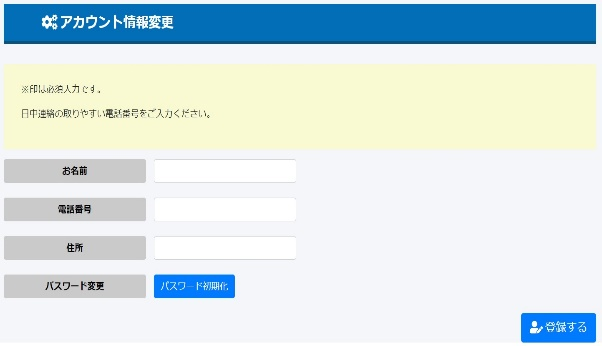 アカウント情報変更
※印は必須入力です。
日中連絡の取りやすい電話番号をご入力ください。
お名前
電話番号
住所
パスワード変更 パスワード初期化
登録する